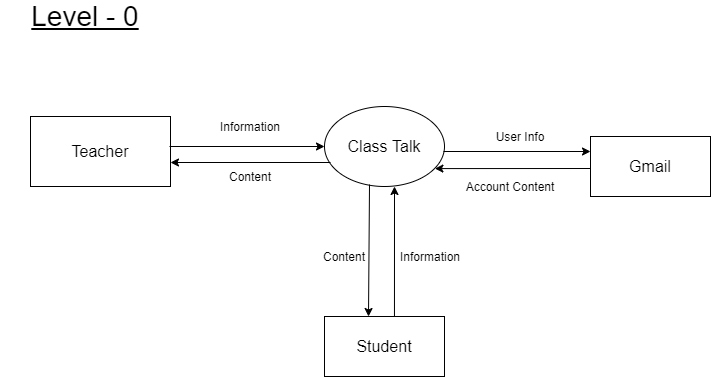 Level - 0
Information
Teacher
Class Talk
Content
User Info
Gmail
Account Content
Content
Information
Student